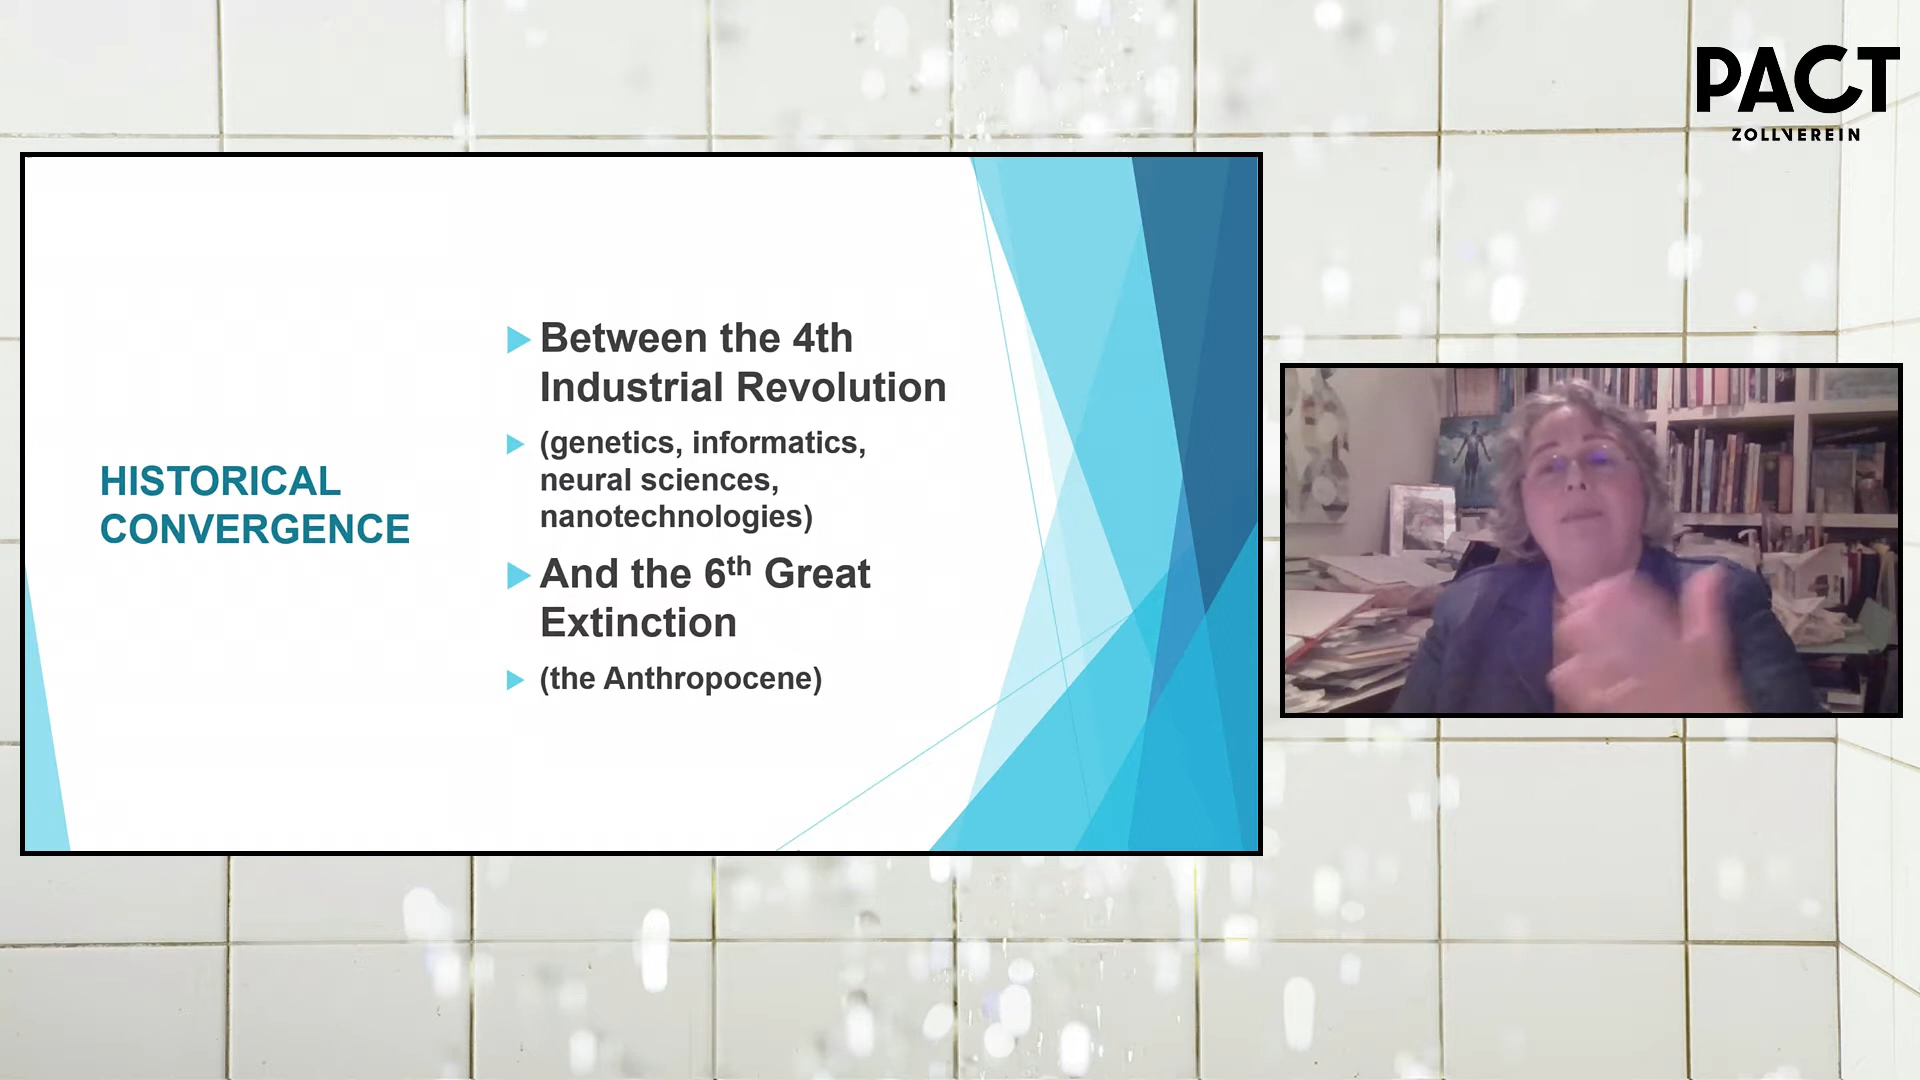 PACT
ZOLLVEREIN
HISTORICAL
CONVERGENCE
Between the 4th
Industrial Revolution
(genetics, informatics,
neural sciences,
nanotechnologies)
And the 6th Great
Extinction
(the Anthropocene)